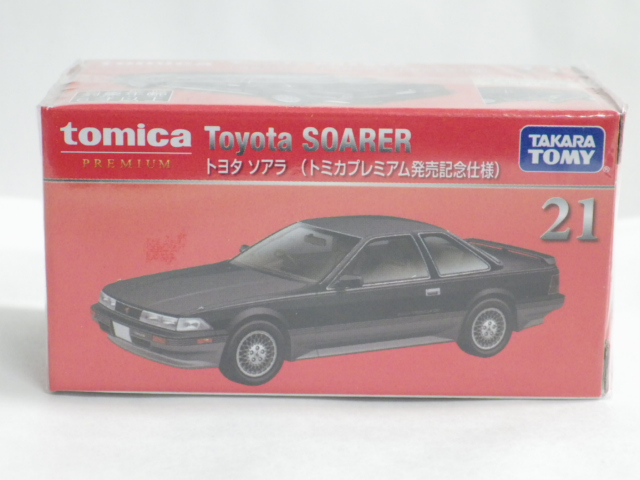 tomica
PREMIUM
Toyota SOARER
トヨタ ソアラ （トミカプレミアム発売記念仕様）
TAKARA
TOMY
21